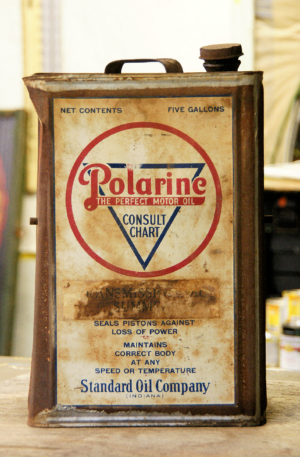 NET CONTENTS FIVE GALLONS
Polarine
THE PERFECT MOTOR OIL
CONSULT
CHART
SEALS PISTONS AGAINST
LOSS OF POWER
MAINTAINS
CORRECT BODY
AT ANY
SPEED OR TEMPERATURE
Standard Oil Company
(INDIANA)